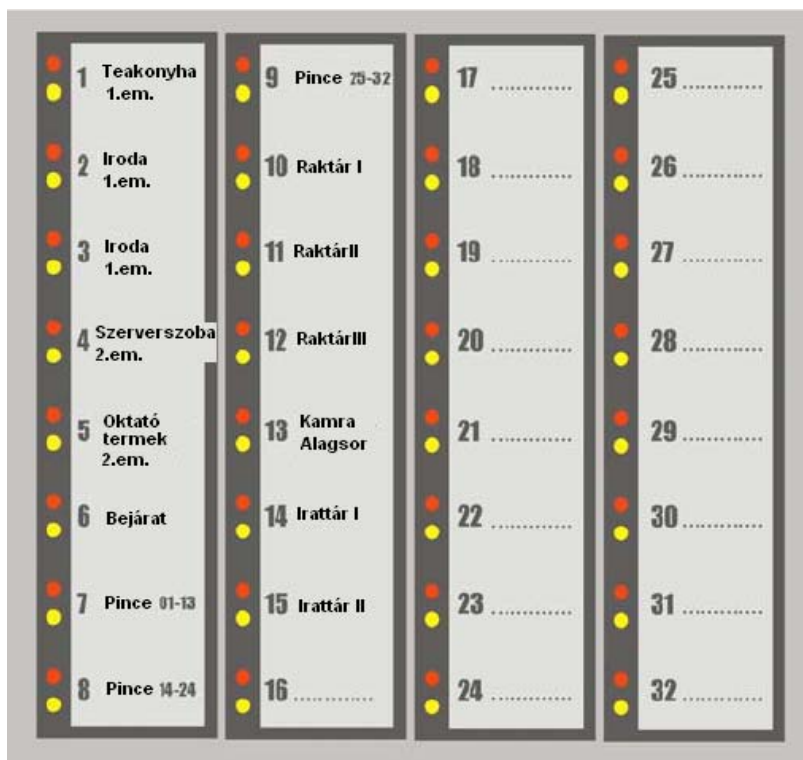 1 Teakonyha
1.em.
2 Iroda
1.em.
3 Iroda
1.em.
4 Szerverszoba
2.em.
5 Oktató
termek
2.em.
6 Bejárat
7 Pince 01-13
8 Pince 14-24
9 Pince 25-32
10 Raktár I
11 RaktárII
12 RaktárIII
13 Kamra
Alagsor
14 Irattár I
15 Irattár II
16 ............
17 ............
18 ............
19 ............
20 ............
21 ............
22 ............
23 ............
24 ............
25 ............
26 ............
27 ............
28 ............
29 ............
30 ............
31 ............
32 ............